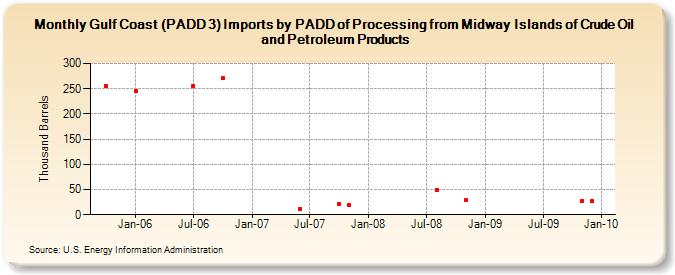 Monthly Gulf Coast (PADD 3) Imports by PADD of Processing from Midway Islands of Crude Oil
and Petroleum Products
Thousand Barrels
300
250
200
150
100
50
0
Jan-06 Jul-06 Jan-07 Jul-07 Jan-08 Jul-08 Jan-09 Jul-09 Jan-10
Source: U.S. Energy Information Administration